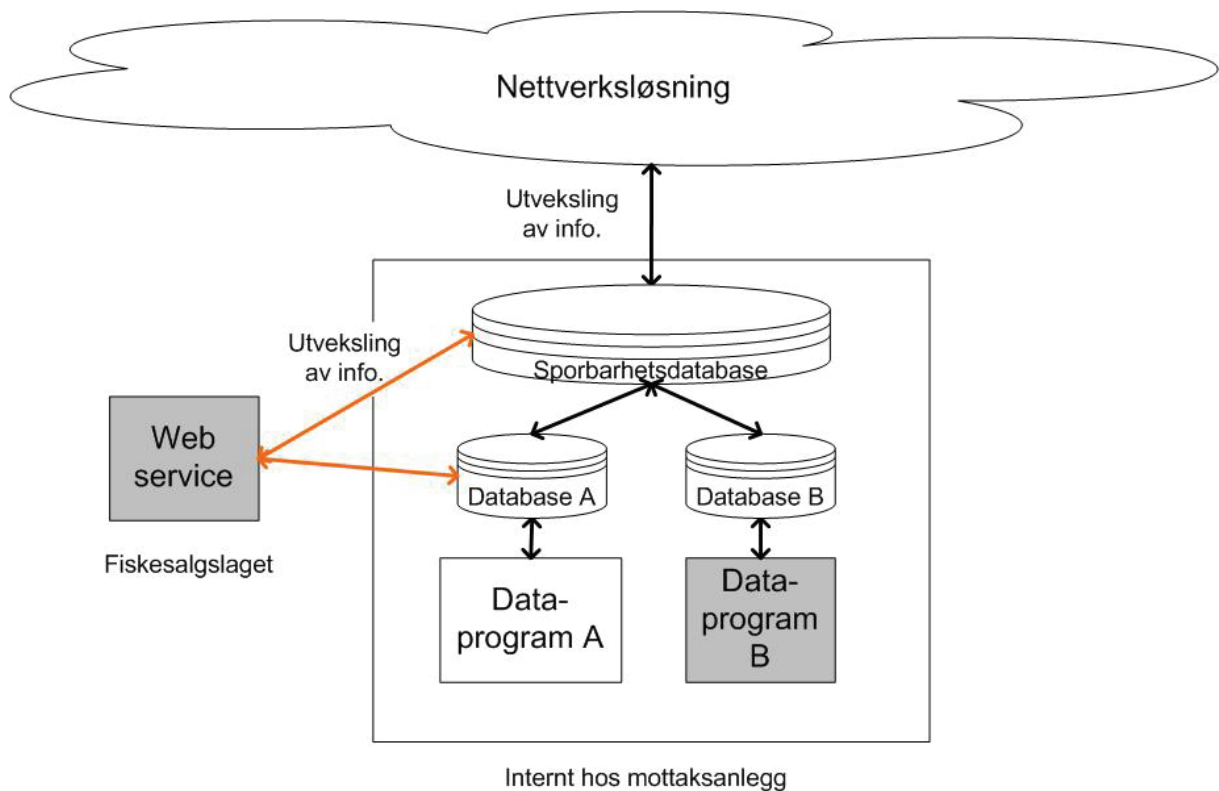 Nettverksløsning
Utveksling
av info.
Utveksling
av info.
Sporbarhetsdatabase
Web
service
Database A
Database B
Fiskesalgslaget
Data-
program A
Data-
program
B
Internt hos mottaksanlegg